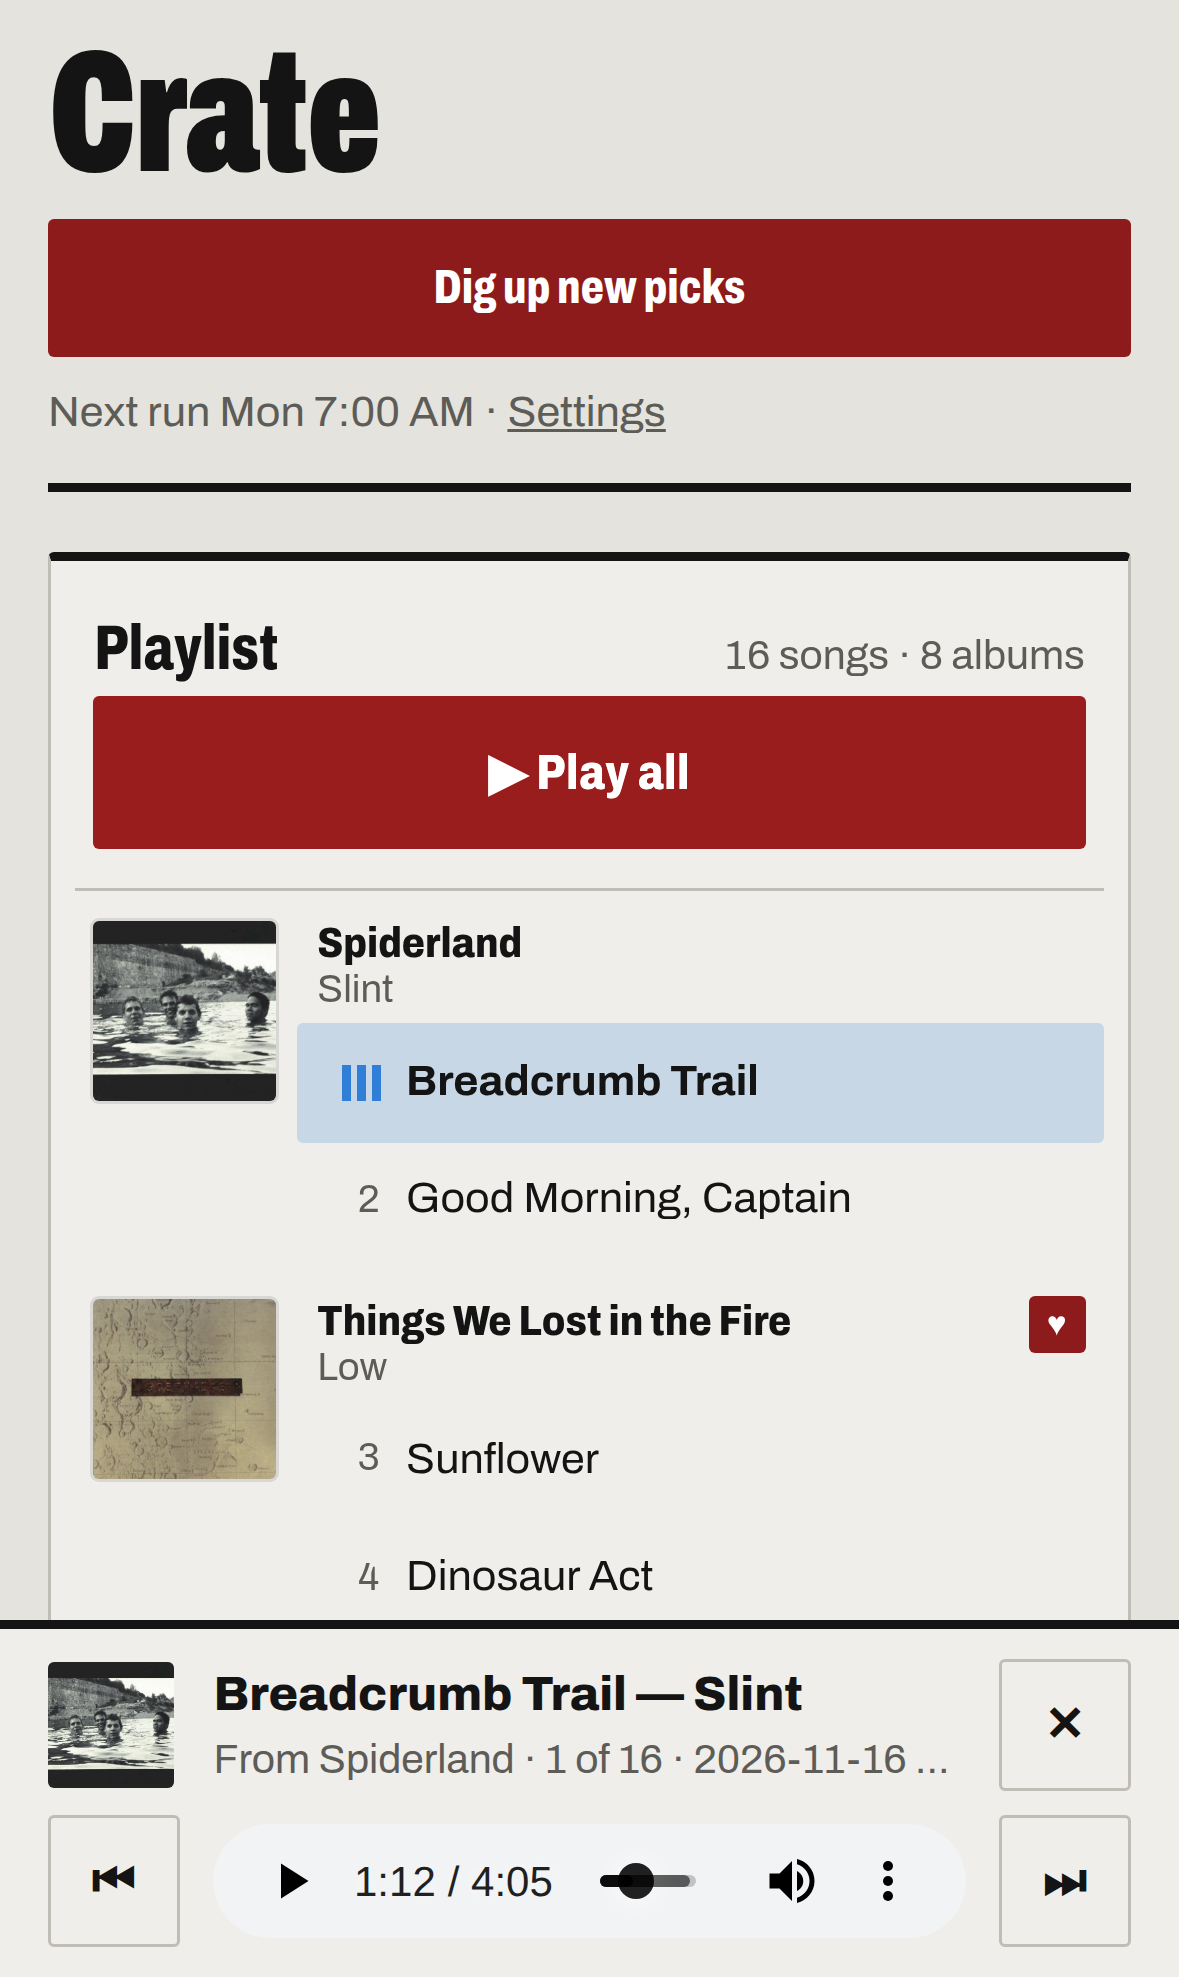 Crate
Dig up new picks
Next run Mon 7:00 AM · Settings
Playlist
16 songs · 8 albums
▶ Play all
Spiderland
Slint
Breadcrumb Trail
2 Good Morning, Captain
Things We Lost in the Fire
♥
Low
3 Sunflower
4 Dinosaur Act
Breadcrumb Trail — Slint
✕
From Spiderland · 1 of 16 · 2026-11-16 ...
1:12 / 4:05